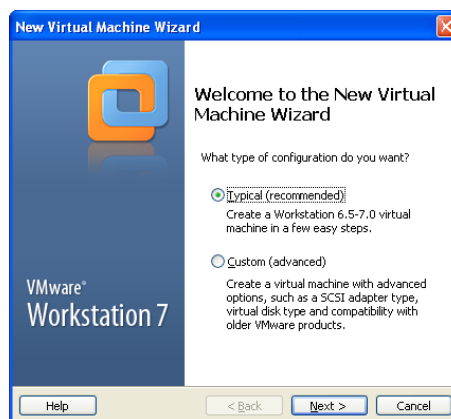 New Virtual Machine Wizard
Welcome to the New Virtual
Machine Wizard
What type of configuration do you want?
Typical (recommended)
Create a Workstation 6.5-7.0 virtual
machine in a few easy steps.
Custom (advanced)
Create a virtual machine with advanced
options, such as a SCSI adapter type,
virtual disk type and compatibility with
older VMware products.
VMware®
Workstation 7
Help
< Back
Next >
Cancel